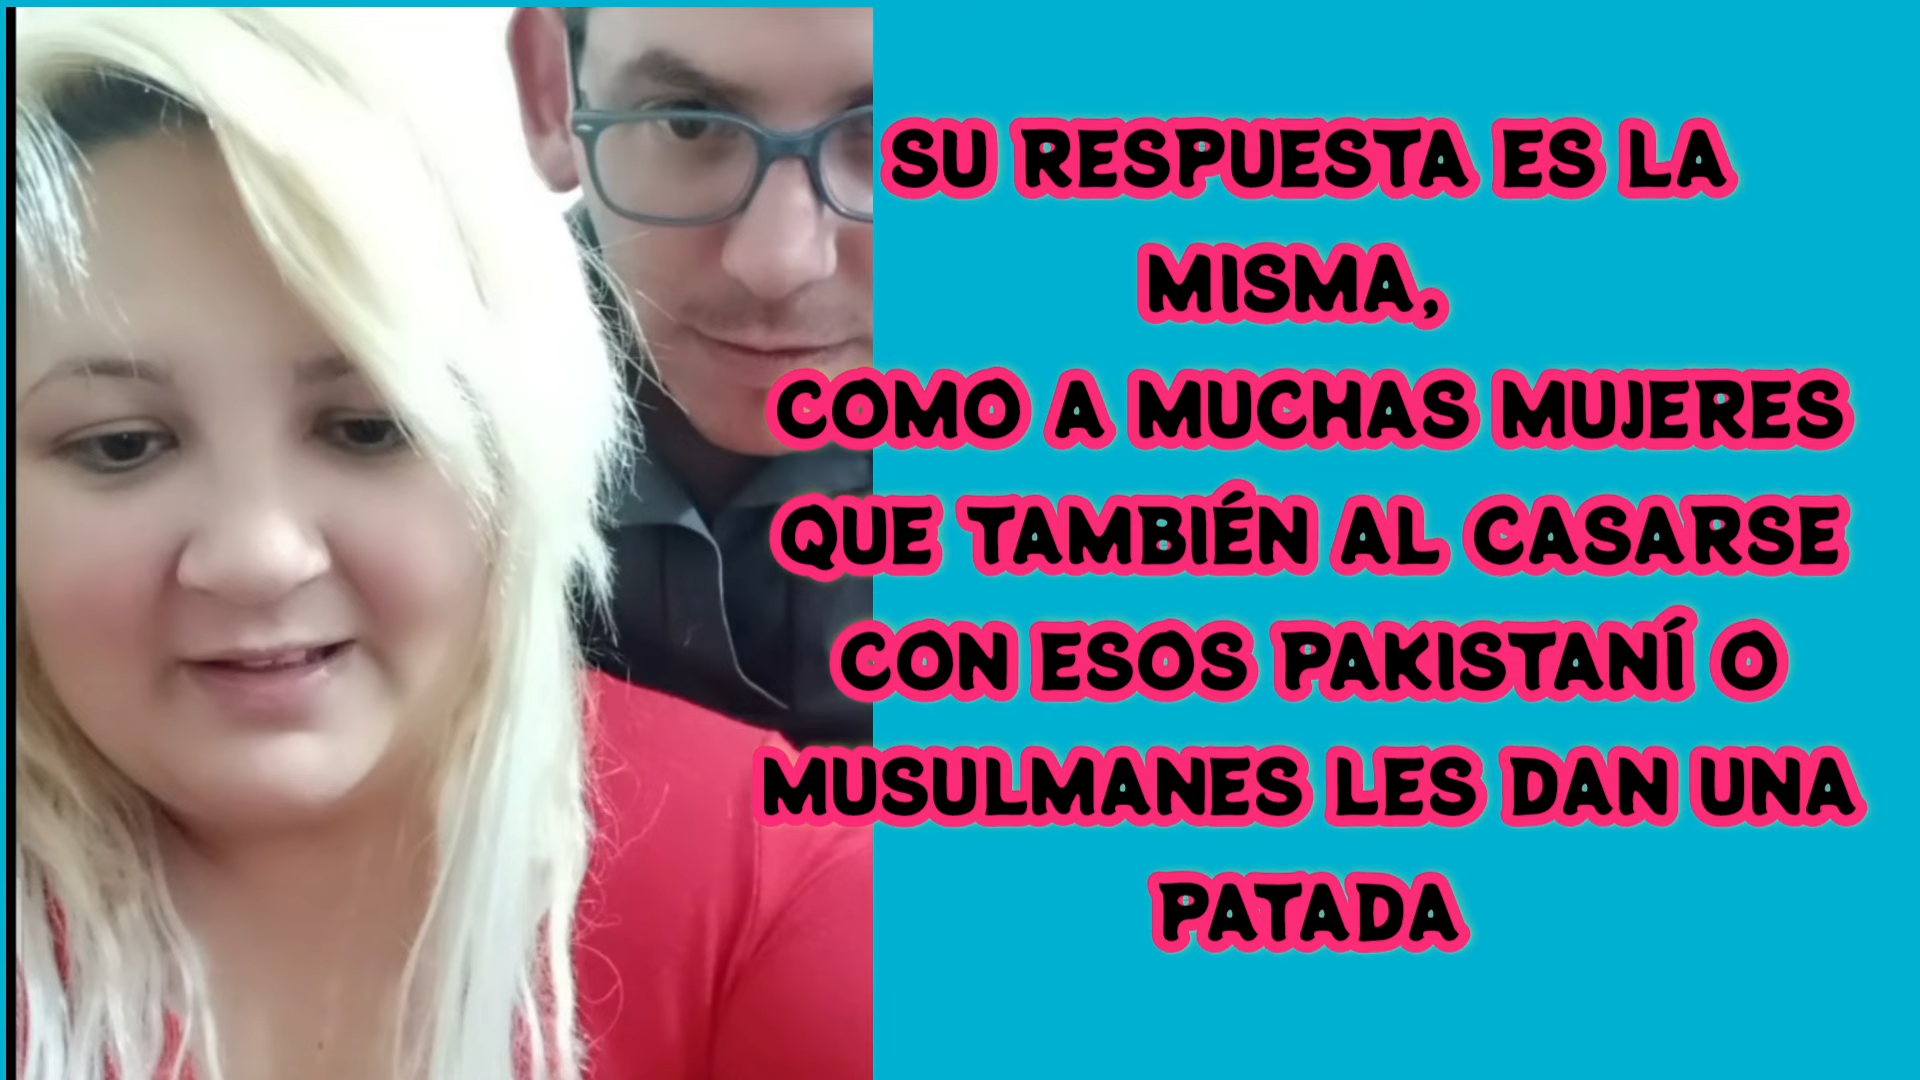 SU RESPUESTA ES LA
MISMA,
COMO A MUCHAS MUJERES
QUE TAMBIÉN AL CASARSE
CON ESOS PAKISTANÍ O
MUSULMANES LES DAN UNA
PATADA